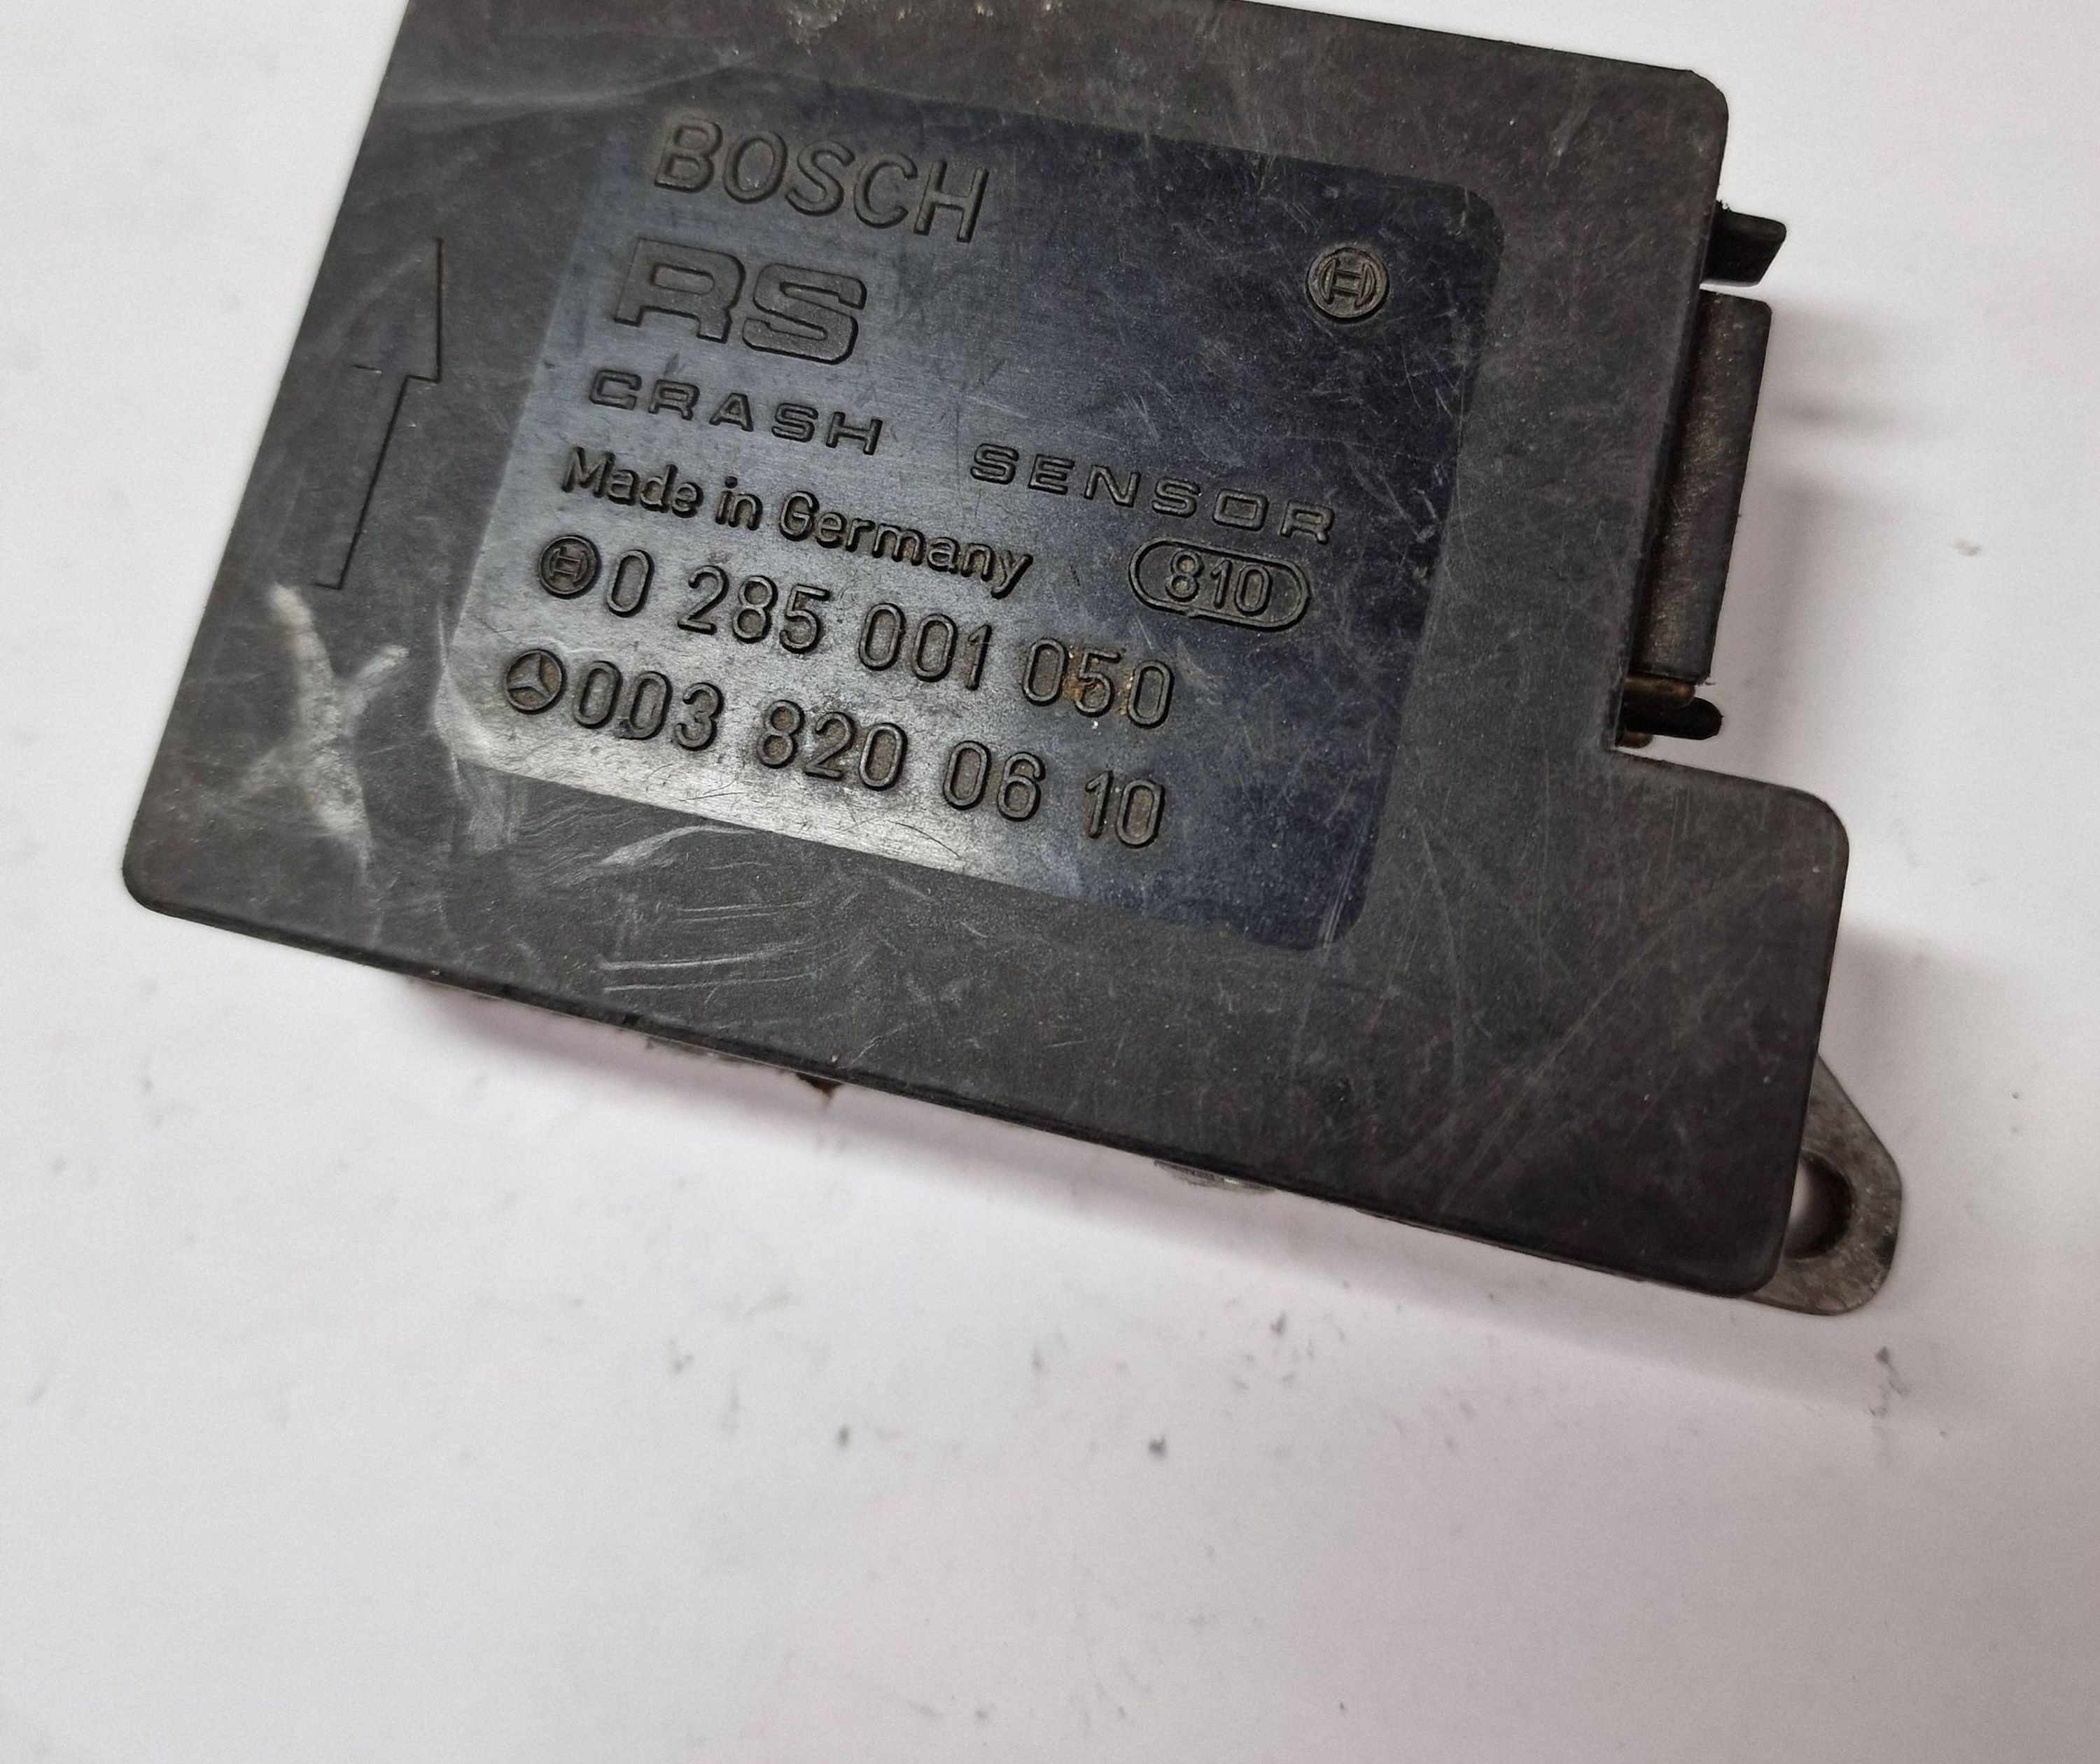 BOSCH
RS
CRASH SENSOR
Made in Germany 810
0 285 001 050
003 820 06 10